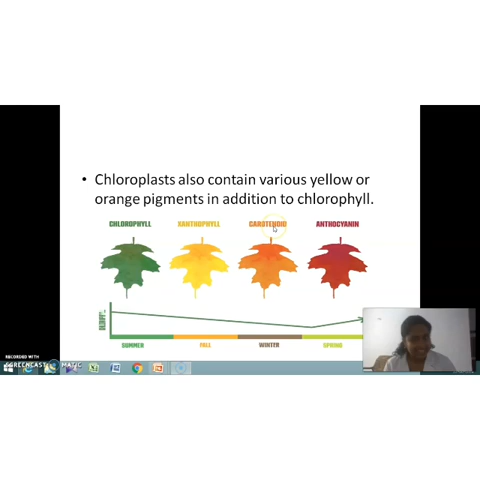 • Chloroplasts also contain various yellow or
orange pigments in addition to chlorophyll.
CHLOROPHYLL XANTHOPHYLL CAROTENOID ANTHOCYANIN
SUMMER FALL WINTER SPRING
RECORDED WITH
SCREENCAST MATIC